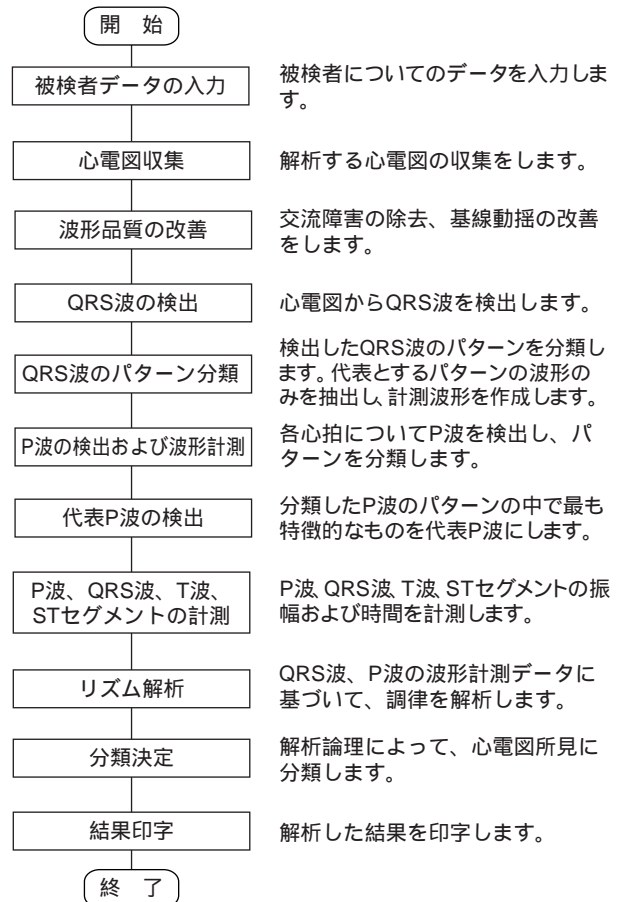 開　始
被検者データの入力
被検者についてのデータを入力しま
す。
心電図収集
解析する心電図の収集をします。
波形品質の改善
交流障害の除去、基線動揺の改善
をします。
QRS波の検出
心電図からQRS波を検出します。
QRS波のパターン分類
検出したQRS波のパターンを分類し
ます。代表とするパターンの波形の
みを抽出し、計測波形を作成します。
P波の検出および波形計測
各心拍についてP波を検出し、パ
ターンを分類します。
代表P波の検出
分類したP波のパターンの中で最も
特徴的なものを代表P波にします。
P波、QRS波、T波、
STセグメントの計測
P波、QRS波、T波、STセグメントの振
幅および時間を計測します。
リズム解析
QRS波、P波の波形計測データに
基づいて、調律を解析します。
分類決定
解析論理によって、心電図所見に
分類します。
結果印字
解析した結果を印字します。
終　了